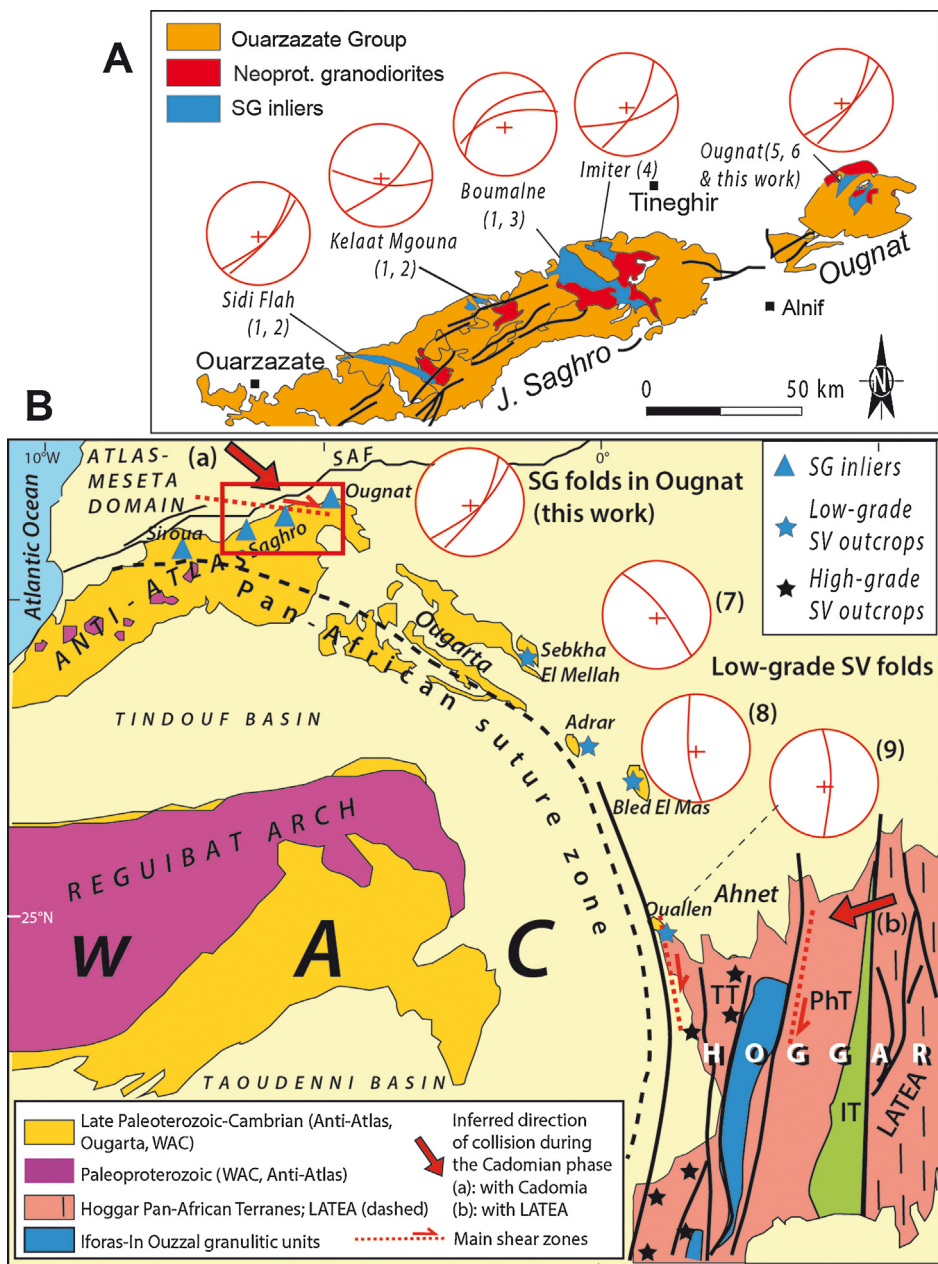 A
Ouarzazate Group
Neoprot. granodiorites
SG inliers
Sidi Flah
(1, 2)
Kelaat Mgouna
(1, 2)
Boumalne
(1, 3)
Imiter (4)
Tineghir
Ougnat(5, 6
& this work)
Ougnat
Alnif
J. Saghro
Ouarzazate
0
50 km
N
B
10°W
0°
Atlantic Ocean
ATLAS-
MESETA
DOMAIN
(a)
SAF
Ougnat
Siroua
Saghro
ANTI-ATLAS
Pan-African suture zone
SG folds in Ougnat
(this work)
SG inliers
Low-grade
SV outcrops
High-grade
SV outcrops
(7)
Low-grade SV folds
Ougarta
Sebkha
El Mellah
TINDOUF BASIN
Adrar
(8)
Bled El Mas
(9)
REGUIBAT ARCH
25°N
W A C
Ouallen
Ahnet
(b)
TT
PhT
HOGGAR
IT
LATEA
TAOUDENNI BASIN
Late Paleoterozoic-Cambrian (Anti-Atlas,
Ougarta, WAC)
Paleoproterozoic (WAC, Anti-Atlas)
Hoggar Pan-African Terranes; LATEA (dashed)
Iforas-In Ouzzal granulitic units
Inferred direction
of collision during
the Cadomian phase
(a): with Cadomia
(b): with LATEA
Main shear zones